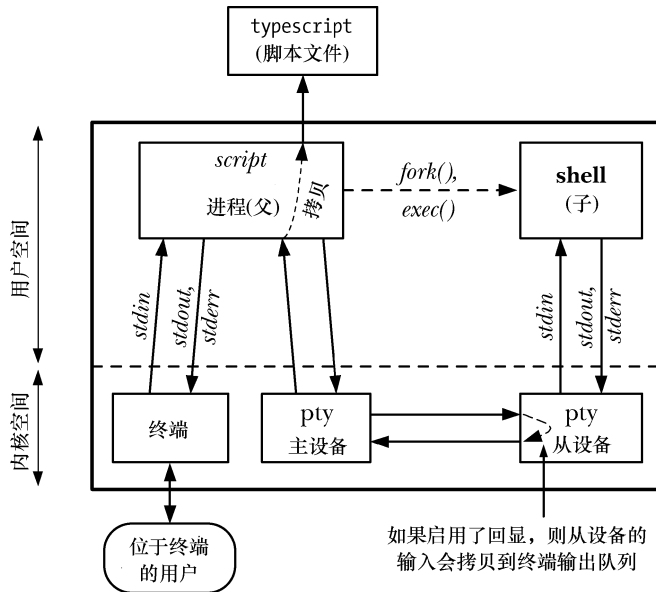 typescript
(脚本文件)
script
进程(父)
拷贝
fork(),
exec()
shell
(子)
用户空间
stdin
stdout,
stderr
stdin
stdout,
stderr
内核空间
终端
pty
主设备
pty
从设备
位于终端
的用户
如果启用了回显，则从设备的
输入会拷贝到终端输出队列